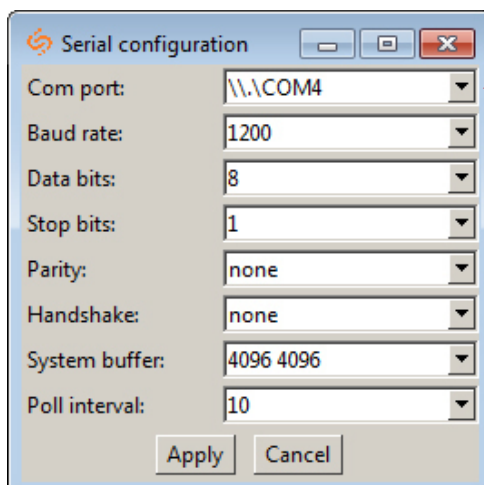 Serial configuration
Com port: \\.\COM4
Baud rate: 1200
Data bits: 8
Stop bits: 1
Parity: none
Handshake: none
System buffer: 4096 4096
Poll interval: 10
Apply Cancel